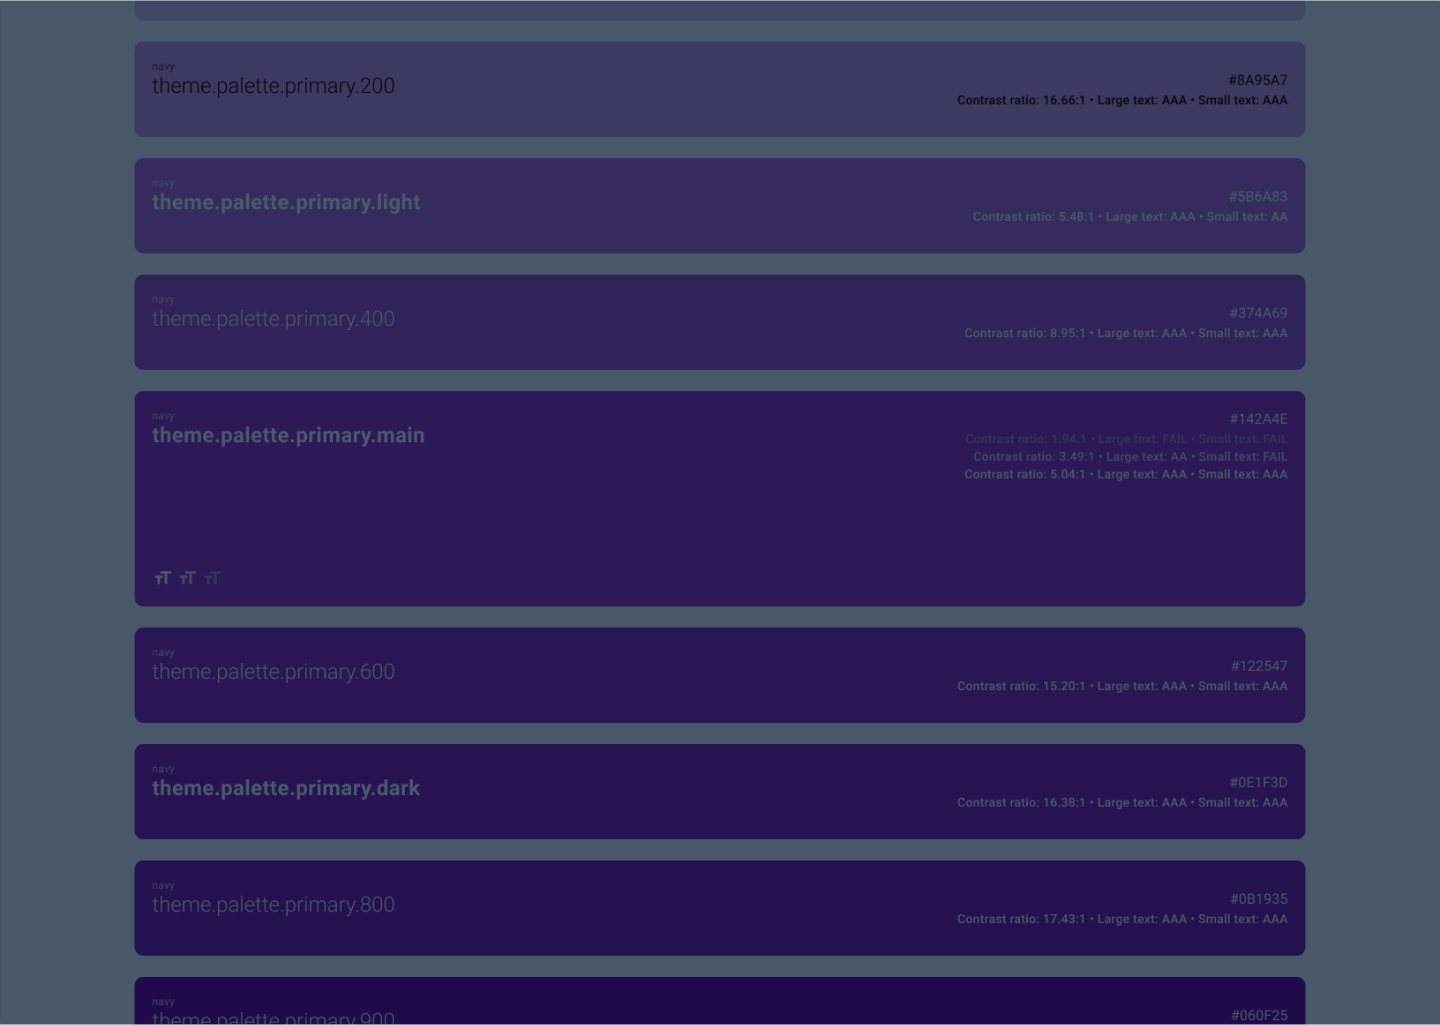 navy
theme.palette.primary.200
#8A95A7
Contrast ratio: 16.66:1 • Large text: AAA • Small text: AAA
navy
theme.palette.primary.light
#5B6A83
Contrast ratio: 5.48:1 • Large text: AAA • Small text: AA
navy
theme.palette.primary.400
#374A69
Contrast ratio: 8.95:1 • Large text: AAA • Small text: AAA
navy
theme.palette.primary.main
#142A4E
Contrast ratio: 1.94:1 • Large text: FAIL • Small text: FAIL
Contrast ratio: 3.49:1 • Large text: AA • Small text: FAIL
Contrast ratio: 5.04:1 • Large text: AAA • Small text: AAA
navy
theme.palette.primary.600
#122547
Contrast ratio: 15.20:1 • Large text: AAA • Small text: AAA
navy
theme.palette.primary.dark
#0E1F3D
Contrast ratio: 16.38:1 • Large text: AAA • Small text: AAA
navy
theme.palette.primary.800
#0B1935
Contrast ratio: 17.43:1 • Large text: AAA • Small text: AAA
navy
theme.palette.primary.900
#060F25